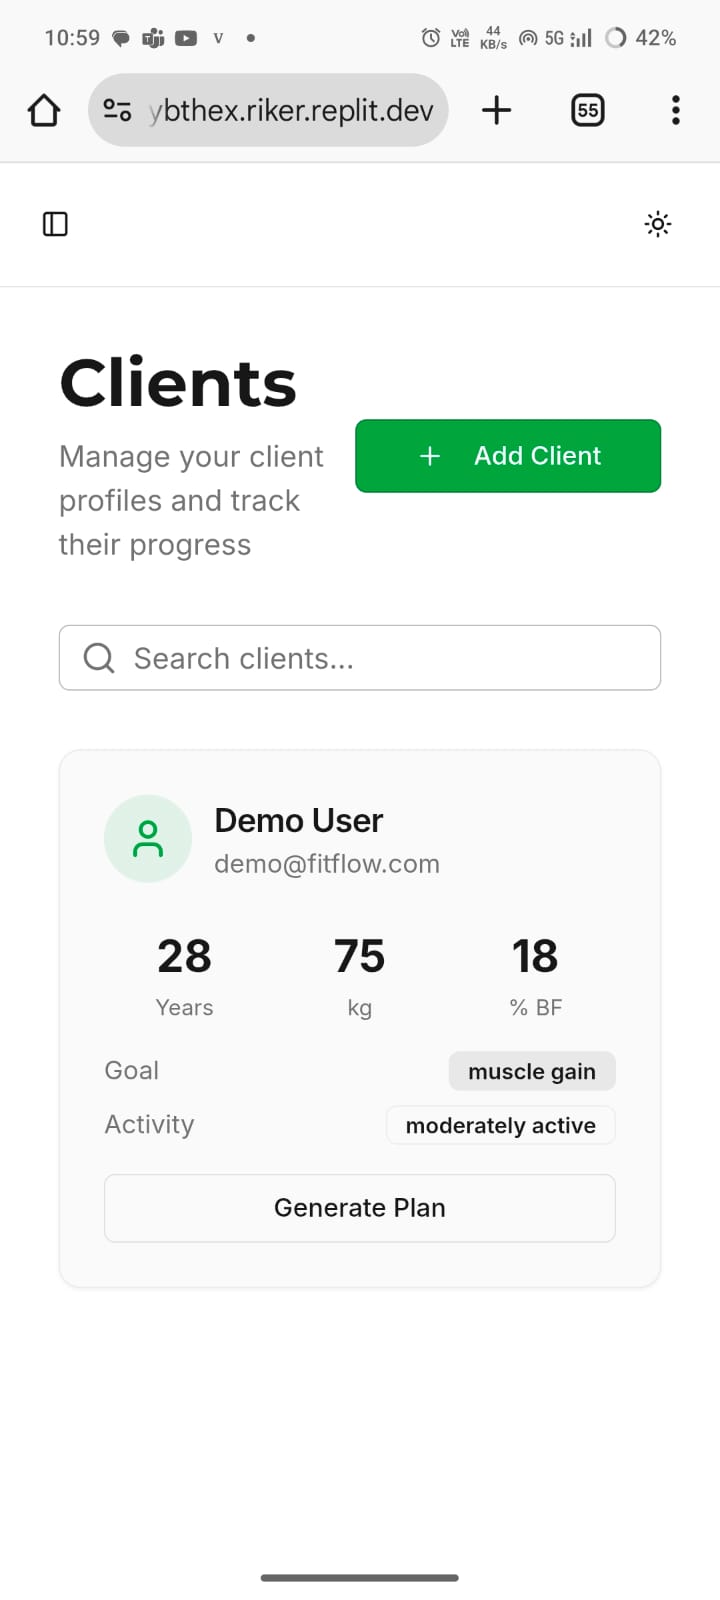 10:59 V Vo) LTE 44 KB/s 5G 42%
ybthex.riker.replit.dev 55
Clients
Manage your client
profiles and track
their progress
Add Client
Search clients...
Demo User
demo@fitflow.com
28 75 18
Years kg % BF
Goal muscle gain
Activity moderately active
Generate Plan